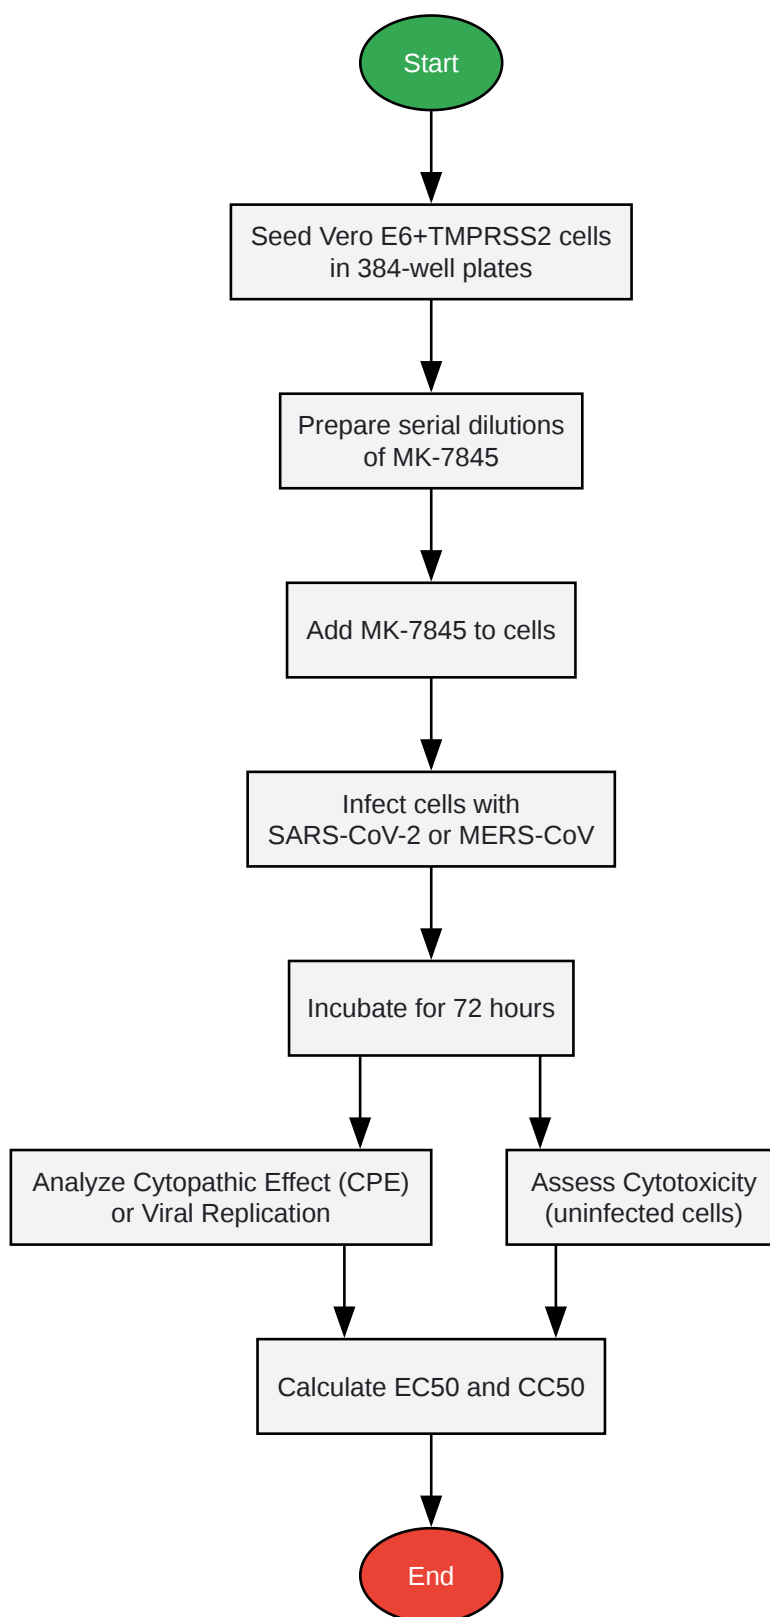 Start
Seed Vero E6+TMPRSS2 cells
in 384-well plates
Prepare serial dilutions
of MK-7845
Add MK-7845 to cells
Infect cells with
SARS-CoV-2 or MERS-CoV
Incubate for 72 hours
Analyze Cytopathic Effect (CPE)
or Viral Replication
Assess Cytotoxicity
(uninfected cells)
Calculate EC50 and CC50
End